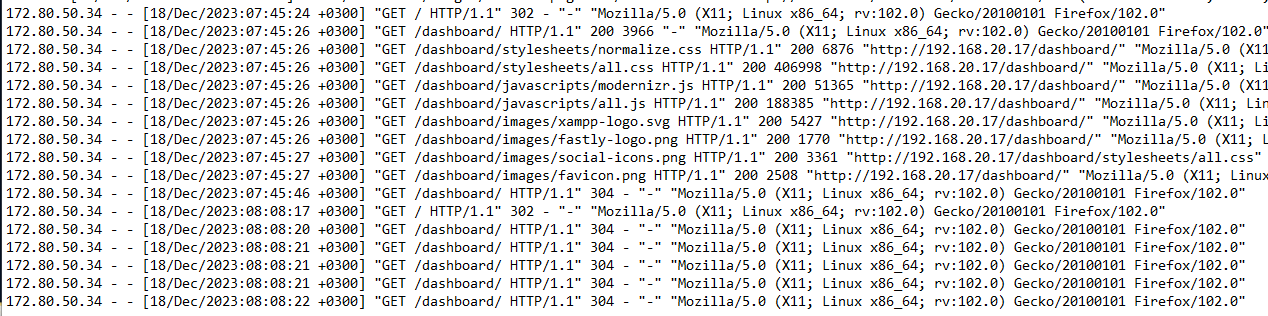 172.80.50.34 - - [18/Dec/2023:07:45:24 +0300] "GET / HTTP/1.1" 302 - "-" "Mozilla/5.0 (X11; Linux x86_64; rv:102.0) Gecko/20100101 Firefox/102.0"
172.80.50.34 - - [18/Dec/2023:07:45:26 +0300] "GET /dashboard/ HTTP/1.1" 200 3966 "-" "Mozilla/5.0 (X11; Linux x86_64; rv:102.0) Gecko/20100101 Firefox/102.0"
172.80.50.34 - - [18/Dec/2023:07:45:26 +0300] "GET /dashboard/stylesheets/normalize.css HTTP/1.1" 200 6876 "http://192.168.20.17/dashboard/" "Mozilla/5.0 (X11
172.80.50.34 - - [18/Dec/2023:07:45:26 +0300] "GET /dashboard/stylesheets/all.css HTTP/1.1" 200 406998 "http://192.168.20.17/dashboard/" "Mozilla/5.0 (X11; L
172.80.50.34 - - [18/Dec/2023:07:45:26 +0300] "GET /dashboard/javascripts/modernizr.js HTTP/1.1" 200 51365 "http://192.168.20.17/dashboard/" "Mozilla/5.0 (X11
172.80.50.34 - - [18/Dec/2023:07:45:26 +0300] "GET /dashboard/javascripts/all.js HTTP/1.1" 200 188385 "http://192.168.20.17/dashboard/" "Mozilla/5.0 (X11; Li
172.80.50.34 - - [18/Dec/2023:07:45:26 +0300] "GET /dashboard/images/xampp-logo.svg HTTP/1.1" 200 5427 "http://192.168.20.17/dashboard/" "Mozilla/5.0 (X11; L
172.80.50.34 - - [18/Dec/2023:07:45:26 +0300] "GET /dashboard/images/fastly-logo.png HTTP/1.1" 200 1770 "http://192.168.20.17/dashboard/" "Mozilla/5.0 (X11;
172.80.50.34 - - [18/Dec/2023:07:45:27 +0300] "GET /dashboard/images/social-icons.png HTTP/1.1" 200 3361 "http://192.168.20.17/dashboard/stylesheets/all.css"
172.80.50.34 - - [18/Dec/2023:07:45:27 +0300] "GET /dashboard/images/favicon.png HTTP/1.1" 200 2508 "http://192.168.20.17/dashboard/" "Mozilla/5.0 (X11; Linu
172.80.50.34 - - [18/Dec/2023:07:45:46 +0300] "GET /dashboard/ HTTP/1.1" 304 - "-" "Mozilla/5.0 (X11; Linux x86_64; rv:102.0) Gecko/20100101 Firefox/102.0"
172.80.50.34 - - [18/Dec/2023:08:08:17 +0300] "GET / HTTP/1.1" 302 - "-" "Mozilla/5.0 (X11; Linux x86_64; rv:102.0) Gecko/20100101 Firefox/102.0"
172.80.50.34 - - [18/Dec/2023:08:08:20 +0300] "GET /dashboard/ HTTP/1.1" 304 - "-" "Mozilla/5.0 (X11; Linux x86_64; rv:102.0) Gecko/20100101 Firefox/102.0"
172.80.50.34 - - [18/Dec/2023:08:08:21 +0300] "GET /dashboard/ HTTP/1.1" 304 - "-" "Mozilla/5.0 (X11; Linux x86_64; rv:102.0) Gecko/20100101 Firefox/102.0"
172.80.50.34 - - [18/Dec/2023:08:08:21 +0300] "GET /dashboard/ HTTP/1.1" 304 - "-" "Mozilla/5.0 (X11; Linux x86_64; rv:102.0) Gecko/20100101 Firefox/102.0"
172.80.50.34 - - [18/Dec/2023:08:08:21 +0300] "GET /dashboard/ HTTP/1.1" 304 - "-" "Mozilla/5.0 (X11; Linux x86_64; rv:102.0) Gecko/20100101 Firefox/102.0"
172.80.50.34 - - [18/Dec/2023:08:08:22 +0300] "GET /dashboard/ HTTP/1.1" 304 - "-" "Mozilla/5.0 (X11; Linux x86_64; rv:102.0) Gecko/20100101 Firefox/102.0"